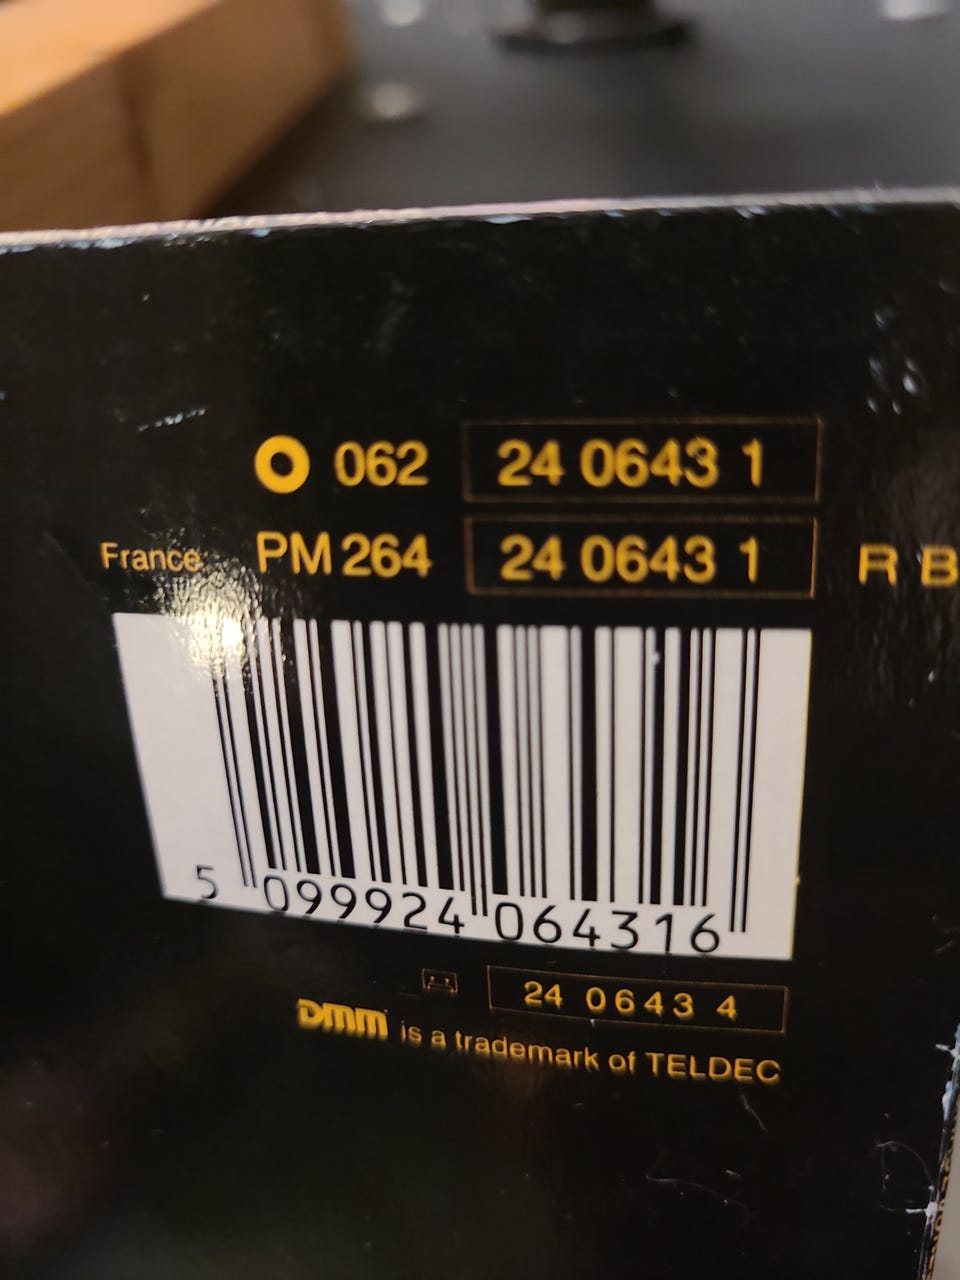 062 24 0643 1
France: PM 264 24 0643 1 R B
5 099924 064316
24 0643 4
DMM is a trademark of TELDEC